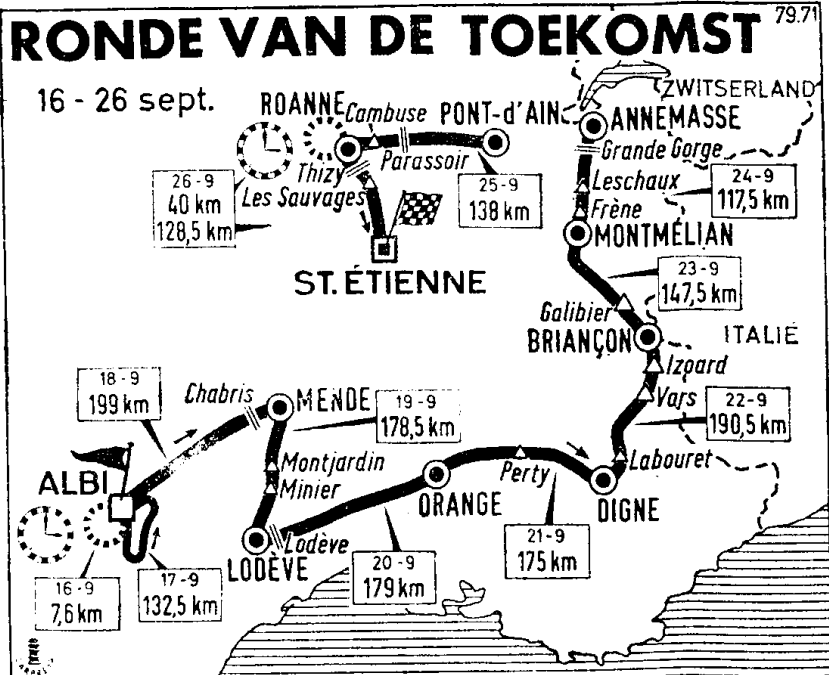 79.71
RONDE VAN DE TOEKOMST
16 - 26 sept.
ZWITSERLAND
ROANNE
Cambuse
PONT-d'AIN
ANNEMASSE
Thizy
Parassoir
Grande Gorge
Les Sauvages
Leschaux
Frène
26-9
40 km
128,5 km
25-9
138 km
24-9
117,5 km
MONTMÉLIAN
ST. ÉTIENNE
23-9
147,5 km
Galibier
BRIANÇON
ITALIË
Izoard
Vars
18-9
199 km
Chabris
MENDE
19-9
178,5 km
22-9
190,5 km
Montjardin
Minier
Perty
Labouret
ALBI
ORANGE
DIGNE
Lodève
LODÈVE
21-9
175 km
20-9
179 km
16-9
7,6 km
17-9
132,5 km